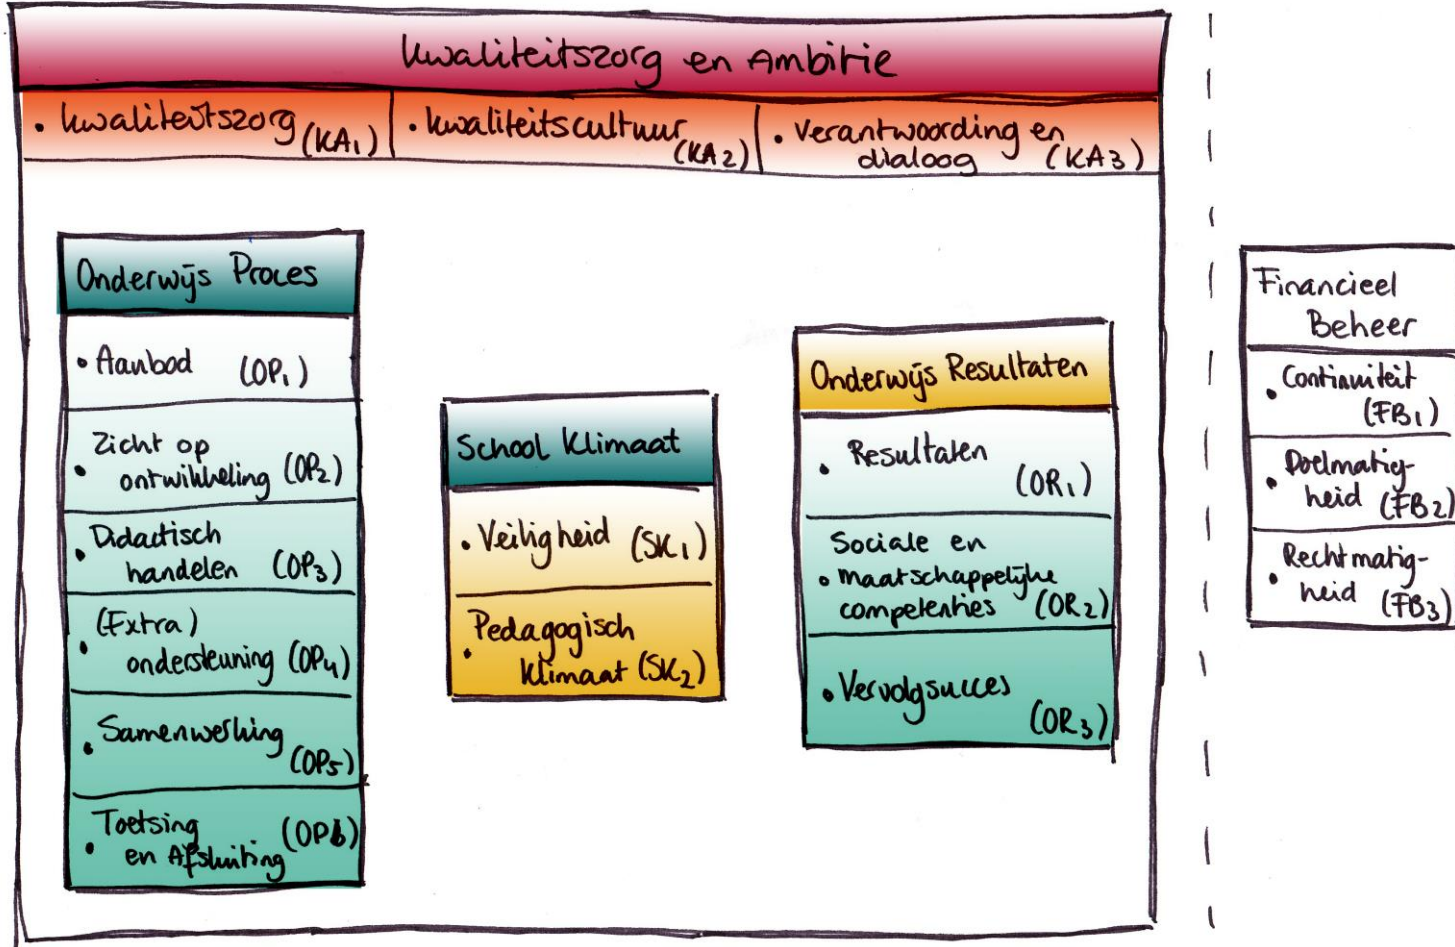 Kwaliteitszorg en Ambitie
• Kwaliteitszorg (KA1)
• Kwaliteitscultuur (KA2)
• Verantwoording en
dialoog (KA3)
Onderwijs Proces
• Aanbod (OP1)
Zicht op
• ontwikkeling (OP2)
• Didactisch
handelen (OP3)
• (Extra)
ondersteuning (OP4)
• Samenwerking
(OP5)
• Toetsing
en Afsluiting (OP6)
School Klimaat
• Veiligheid (SK1)
• Pedagogisch
Klimaat (SK2)
Onderwijs Resultaten
• Resultaten
(OR1)
Sociale en
• maatschappelijke
competenties (OR2)
• Vervolgsucces
(OR3)
Financieel
Beheer
• Continuiteit
(FB1)
• Doelmatig-
heid (FB2)
• Rechtmatig-
heid (FB3)